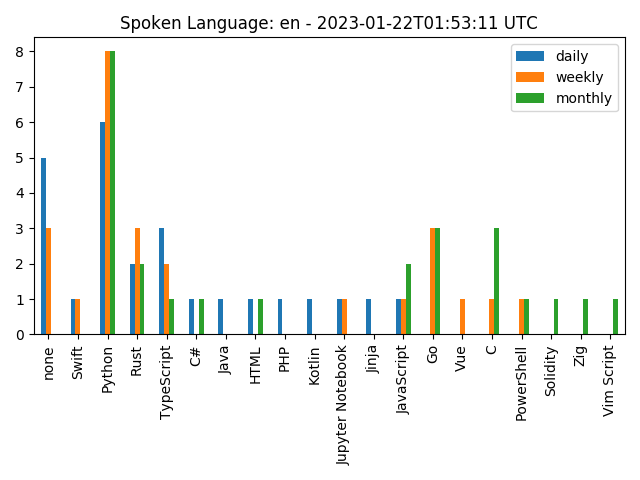 Spoken Language: en - 2023-01-22T01:53:11 UTC
daily
weekly
monthly
8
7
6
5
4
3
2
1
0
none
Swift
Python
Rust
TypeScript
C#
Java
HTML
PHP
Kotlin
Jupyter Notebook
Jinja
JavaScript
Go
Vue
C
PowerShell
Solidity
Zig
Vim Script